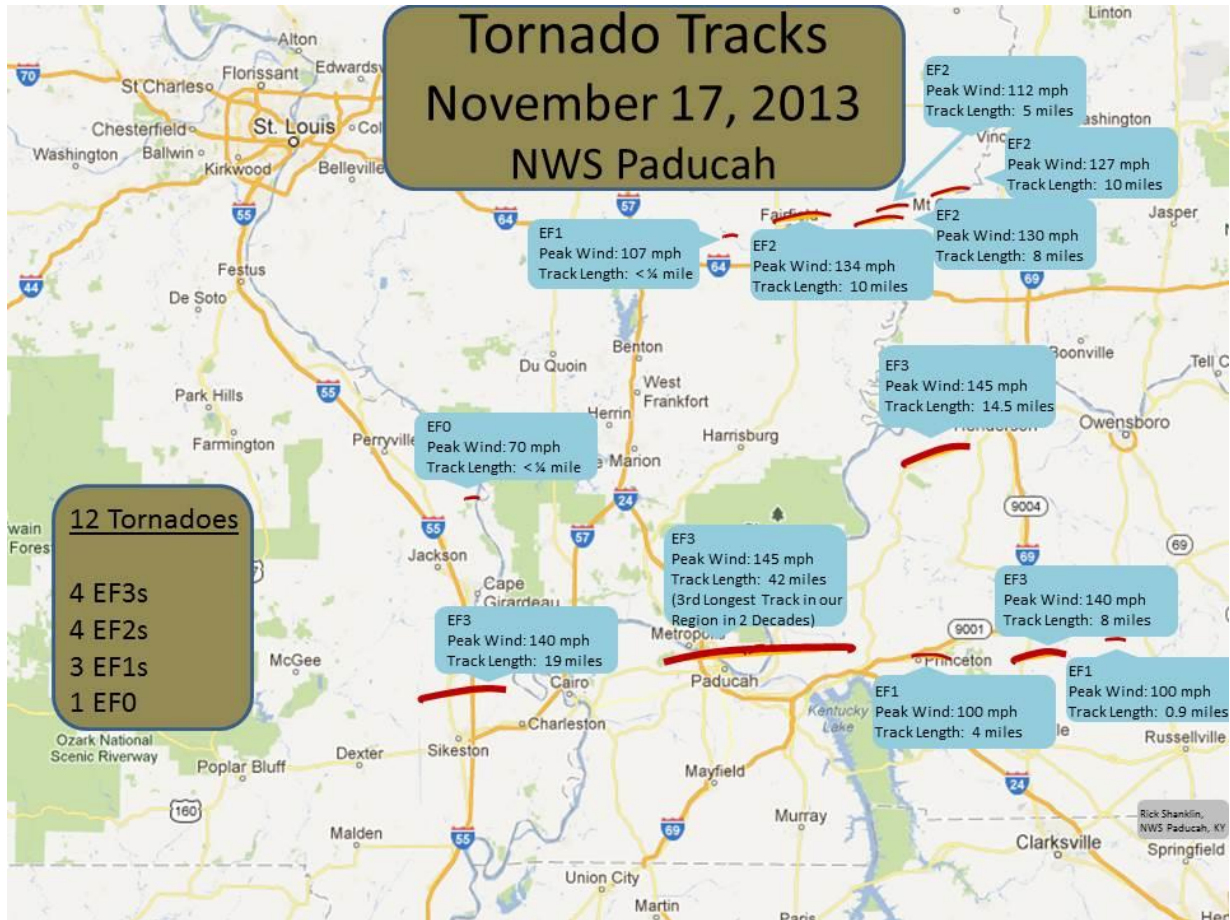 Tornado Tracks
November 17, 2013
NWS Paducah
12 Tornadoes
4 EF3s
4 EF2s
3 EF1s
1 EF0
EF2
Peak Wind: 112 mph
Track Length: 5 miles
EF2
Peak Wind: 127 mph
Track Length: 10 miles
EF2
Peak Wind: 130 mph
Track Length: 8 miles
EF2
Peak Wind: 134 mph
Track Length: 10 miles
EF1
Peak Wind: 107 mph
Track Length: <¼ mile
EF3
Peak Wind: 145 mph
Track Length: 14.5 miles
EF0
Peak Wind: 70 mph
Track Length: <¼ mile
EF3
Peak Wind: 145 mph
Track Length: 42 miles
(3rd Longest Track in our
Region in 2 Decades)
EF3
Peak Wind: 140 mph
Track Length: 19 miles
EF3
Peak Wind: 140 mph
Track Length: 8 miles
EF1
Peak Wind: 100 mph
Track Length: 4 miles
EF1
Peak Wind: 100 mph
Track Length: 0.9 miles
Alton
Linton
70
Florissant
Edwardsv
St Charles
Chesterfield
St. Louis
Col
Washington
Ballwin
Kirkwood
Belleville
Vinc
ashington
55
64
57
Fairfield
Mt C
Jasper
44
Festus
De Soto
64
69
Benton
Du Quoin
West
Frankfort
Boonville
Tell C
Park Hills
55
Herrin
Harrisburg
Owensboro
Farmington
Perryville
e Marion
24
9004
wain
Forest
55
57
69
69
Jackson
Cape
Girardeau
McGee
Metropol
9001
Princeton
Cairo
Paducah
Charleston
Kentucky
Lake
Ozark National
Scenic Riverway
Dexter
Sikeston
le
Russellville
Poplar Bluff
Mayfield
24
160
Malden
55
69
Murray
Rick Shanklin,
NWS Paducah, KY
Clarksville
Springfield
Union City
Martin
Paris
Hen